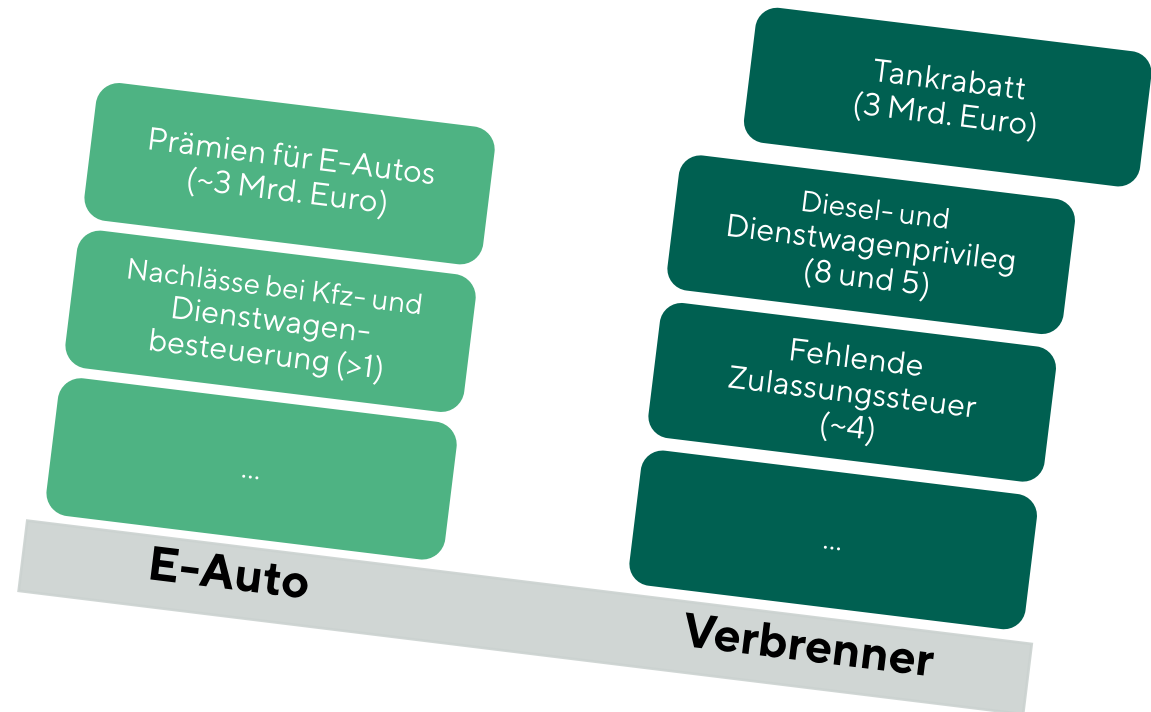 Prämien für E-Autos
(~3 Mrd. Euro)
Nachlässe bei Kfz- und
Dienstwagen-
besteuerung (>1)
...
E-Auto
Tankrabatt
(3 Mrd. Euro)
Diesel- und
Dienstwagenprivileg
(8 und 5)
Fehlende
Zulassungssteuer
(~4)
...
Verbrenner